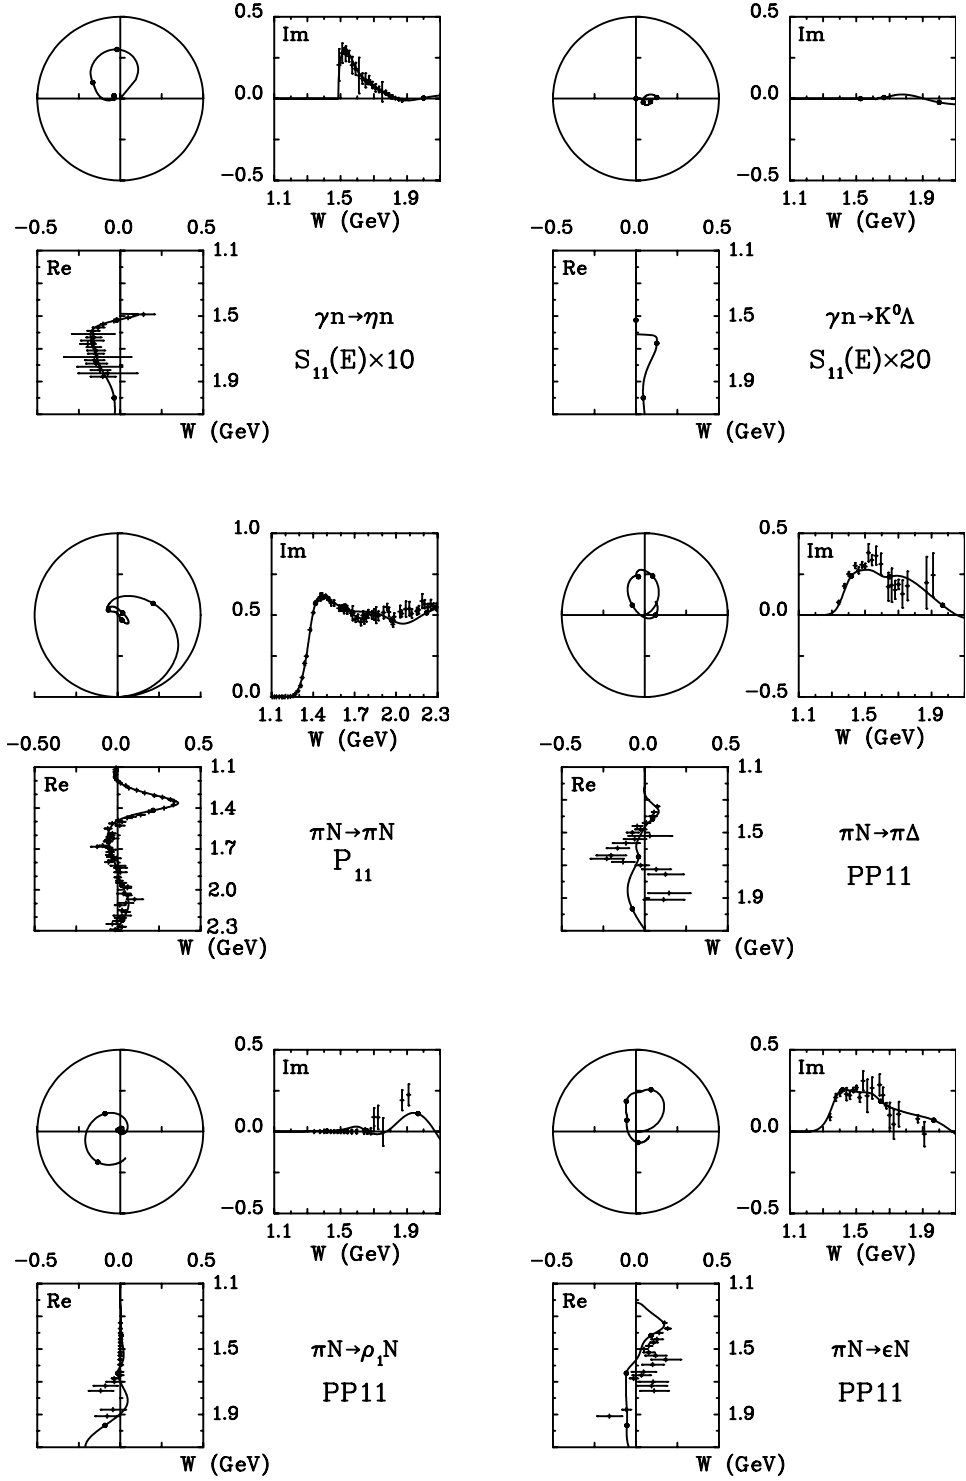 0.5
Im
0.0
−0.5
1.1 1.5 1.9
W (GeV)
−0.5 0.0 0.5
Re
1.1
1.5
1.9
W (GeV)
γn→ηn
S₁₁(E)×10
0.5
Im
0.0
−0.5
1.1 1.5 1.9
W (GeV)
−0.5 0.0 0.5
Re
1.1
1.5
1.9
W (GeV)
γn→K⁰Λ
S₁₁(E)×20
1.0
Im
0.5
0.0
1.1 1.4 1.7 2.0 2.3
W (GeV)
−0.50 0.0 0.5
Re
1.1
1.4
1.7
2.0
2.3
W (GeV)
πN→πN
P₁₁
0.5
Im
0.0
−0.5
1.1 1.5 1.9
W (GeV)
−0.5 0.0 0.5
Re
1.1
1.5
1.9
W (GeV)
πN→πΔ
PP11
0.5
Im
0.0
−0.5
1.1 1.5 1.9
W (GeV)
−0.5 0.0 0.5
Re
1.1
1.5
1.9
W (GeV)
πN→ρ₁N
PP11
0.5
Im
0.0
−0.5
1.1 1.5 1.9
W (GeV)
−0.5 0.0 0.5
Re
1.1
1.5
1.9
W (GeV)
πN→ϵN
PP11